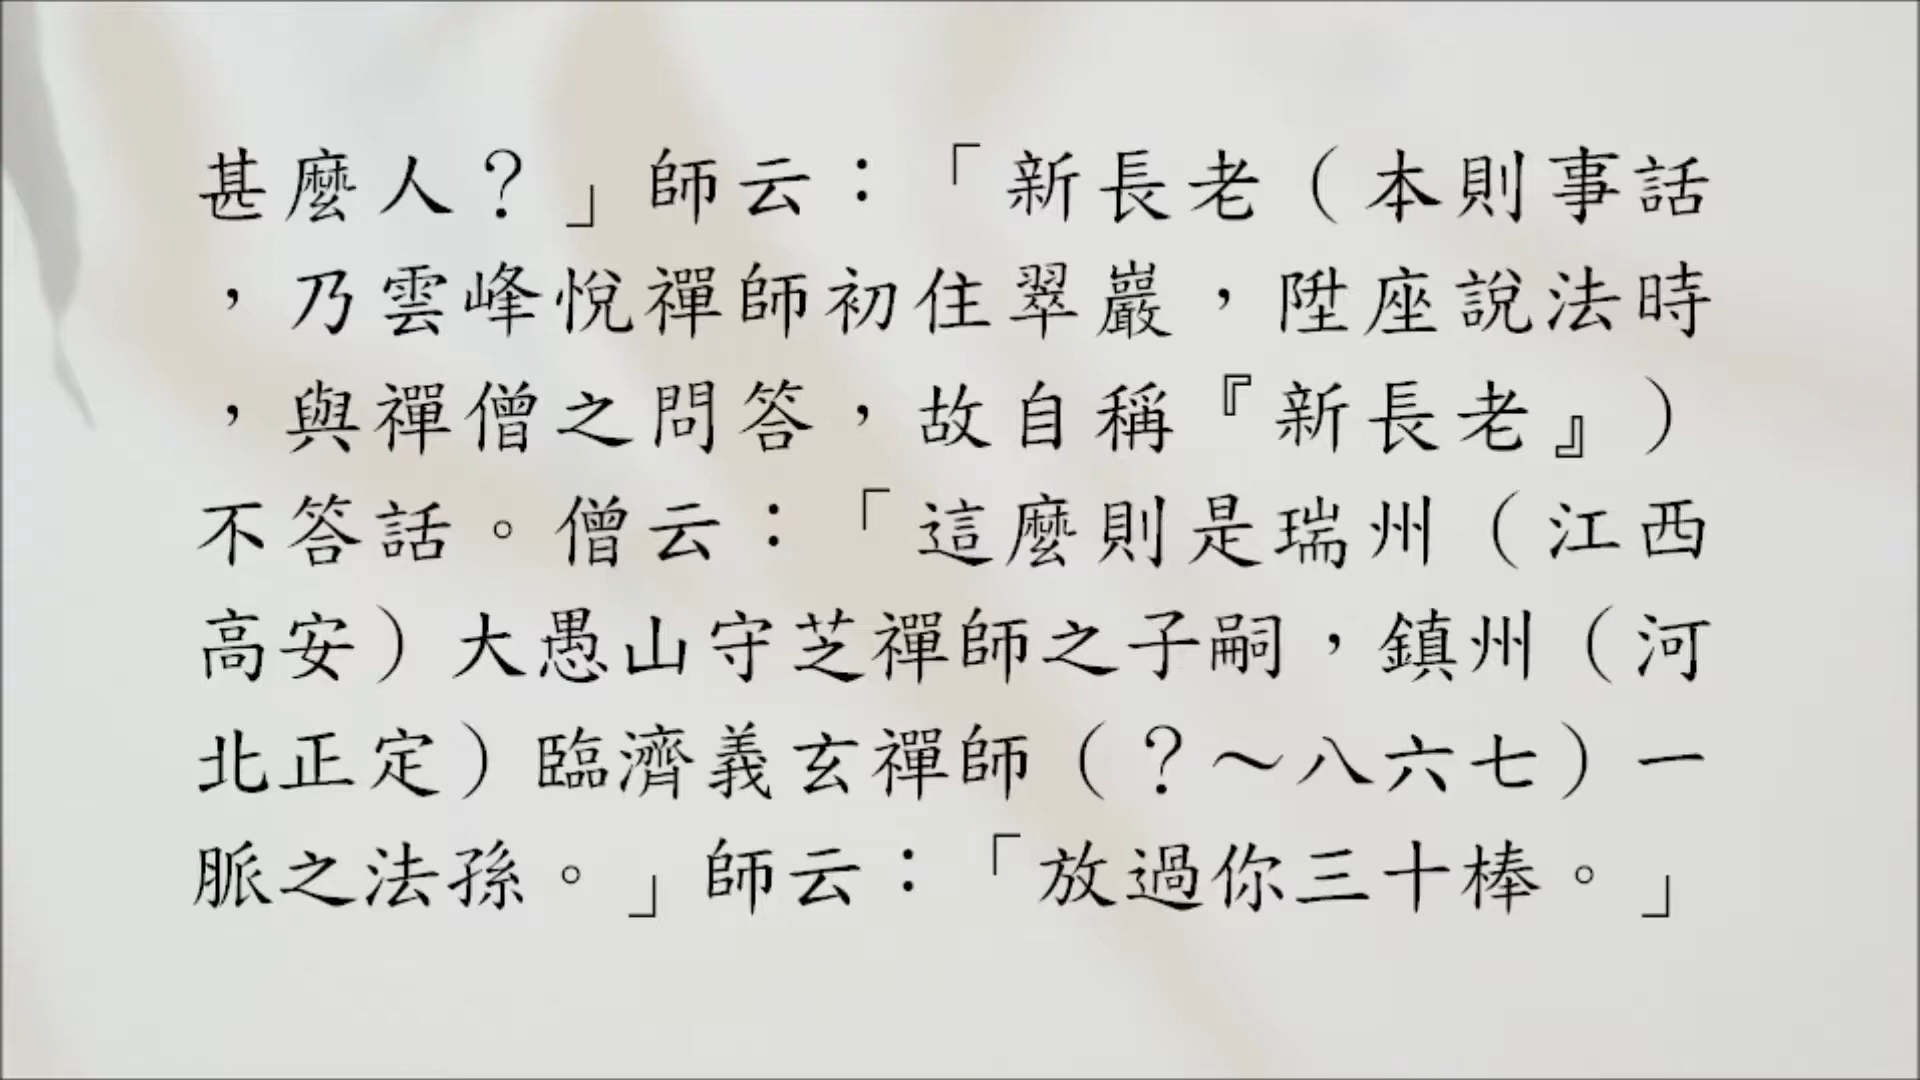 甚麼人？」師云：「新長老（本則事話
，乃雲峰悅禪師初住翠巖，陞座說法時
，與禪僧之問答，故自稱『新長老』）
不答話。僧云：「這麼則是瑞州（江西
高安）大愚山守芝禪師之子嗣，鎮州（河
北正定）臨濟義玄禪師（？～八六七）一
脈之法孫。」師云：「放過你三十棒。」